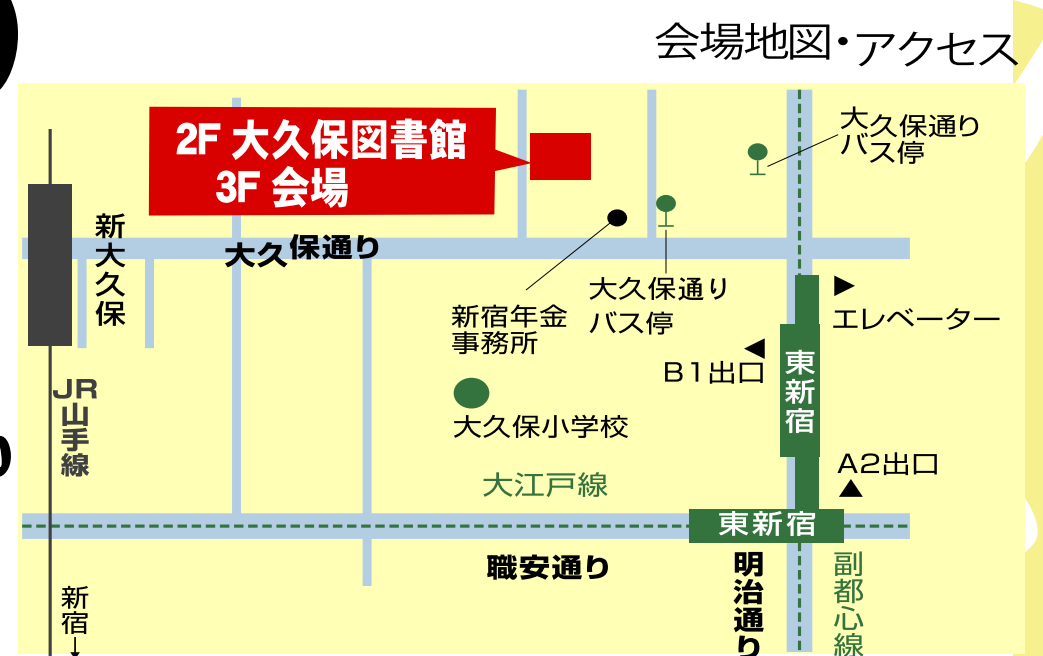 会場地図・アクセス
2F 大久保図書館
3F 会場
大久保通り
バス停
新大久保
大久保通り
新宿年金
事務所
大久保通り
バス停
エレベーター
B1出口
東新宿
JR
山手線
大久保小学校
A2出口
大江戸線
東新宿
職安通り
明治通り
副都心線
新宿